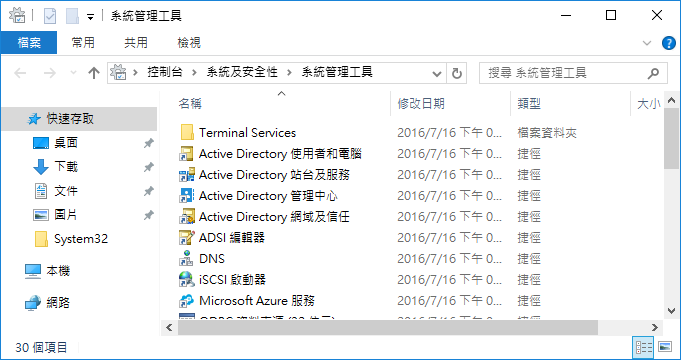 系統管理工具
檔案 常用 共用 檢視
控制台 系統及安全性 系統管理工具 搜尋 系統管理工具
名稱 修改日期 類型 大小
快速存取
桌面
下載
文件
圖片
System32
本機
網路
Terminal Services 2016/7/16 下午 0... 檔案資料夾
Active Directory 使用者和電腦 2016/7/16 下午 0... 捷徑
Active Directory 站台及服務 2016/7/16 下午 0... 捷徑
Active Directory 管理中心 2016/7/16 下午 0... 捷徑
Active Directory 網域及信任 2016/7/16 下午 0... 捷徑
ADSI 編輯器 2016/7/16 下午 0... 捷徑
DNS 2016/7/16 下午 0... 捷徑
iSCSI 啟動器 2016/7/16 下午 0... 捷徑
Microsoft Azure 服務 2016/7/16 下午 0... 捷徑
30 個項目